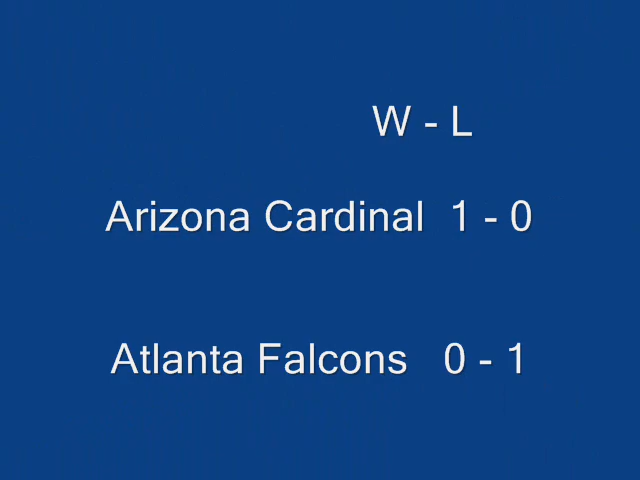 W - L
Arizona Cardinal 1 - 0
Atlanta Falcons 0 - 1